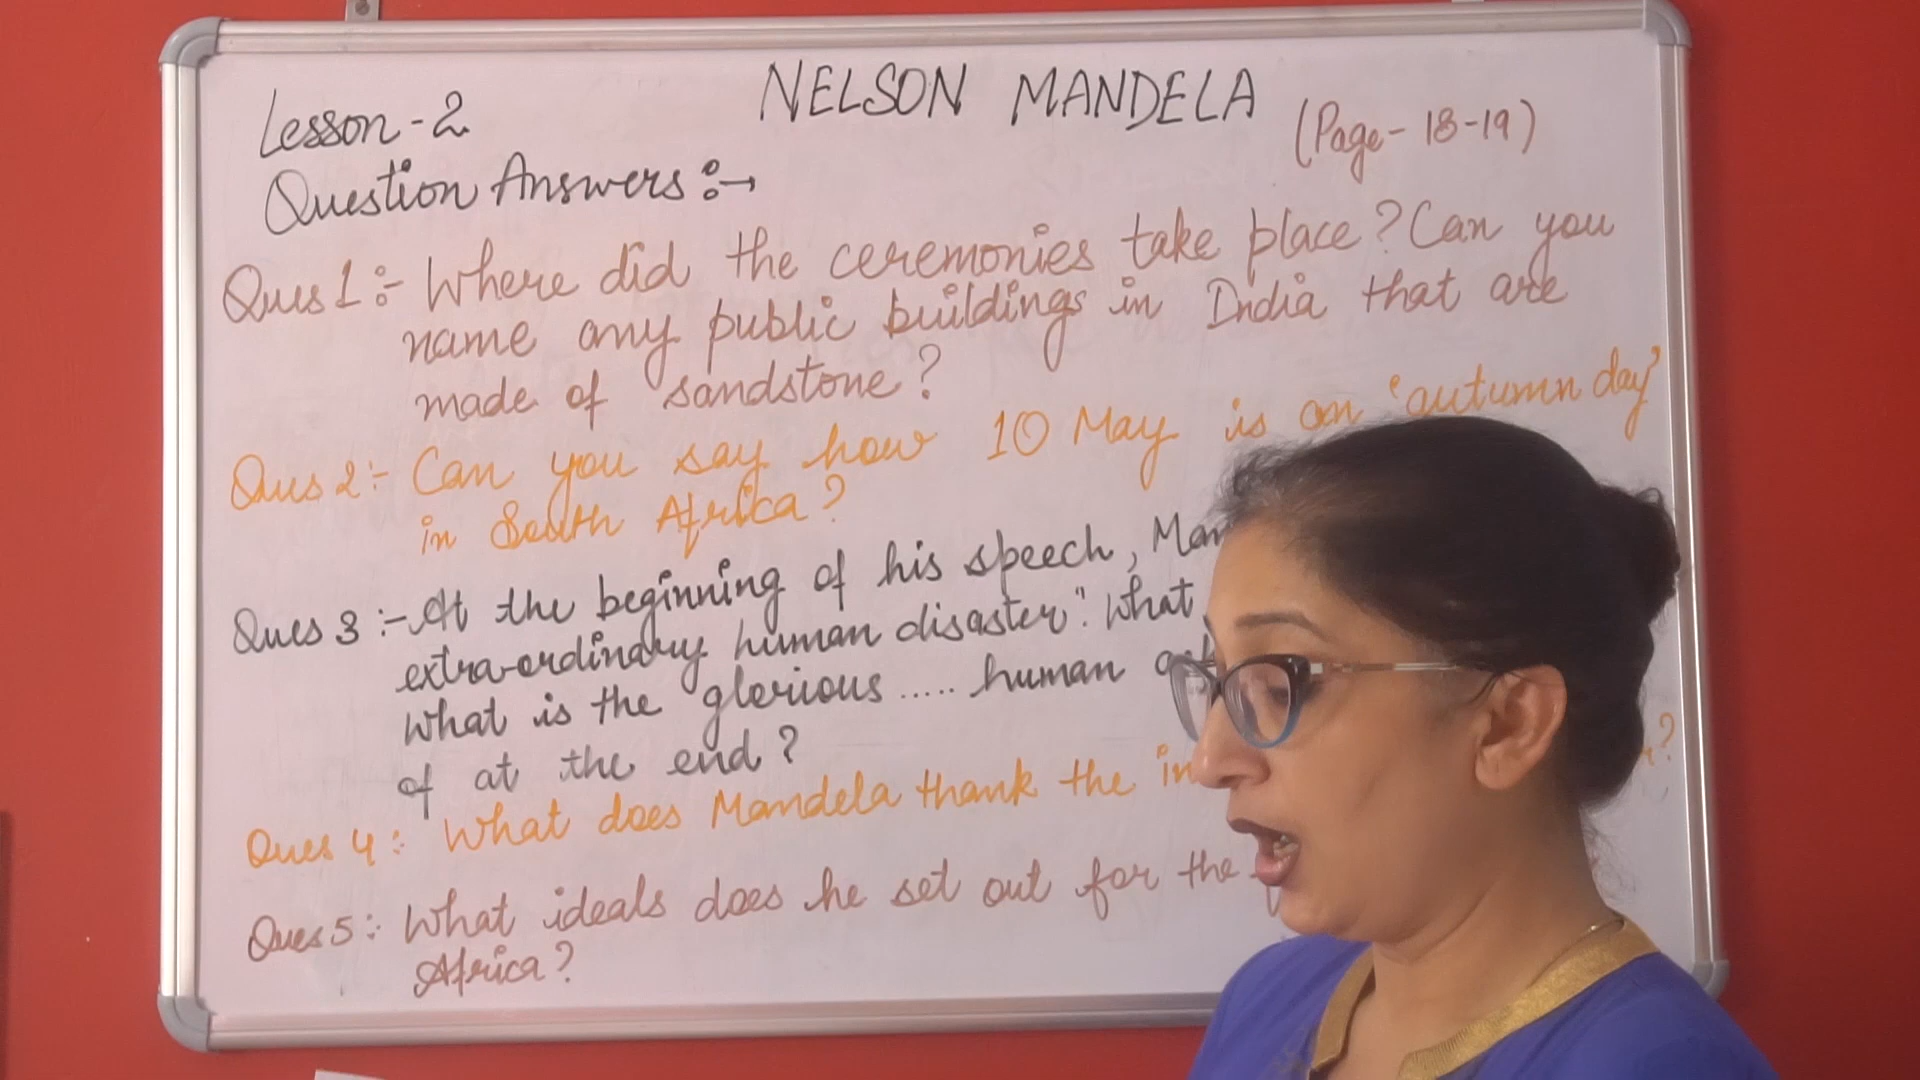 NELSON MANDELA
Lesson-2
(Page-18-19)
Question Answers :→
Ques 1 :- Where did the ceremonies take place? Can you
name any public buildings in India that are
made of sandstone?
Ques 2 :- Can you say how 10 May is an 'autumn day'
in South Africa?
Ques 3 :- At the beginning of his speech,
extra-ordinary human disaster". What
What is the glorious ..... human
of at the end?
Ques 4 : What does Mandela thank the ?
Ques 5 : What ideals does he set out for the
Africa?